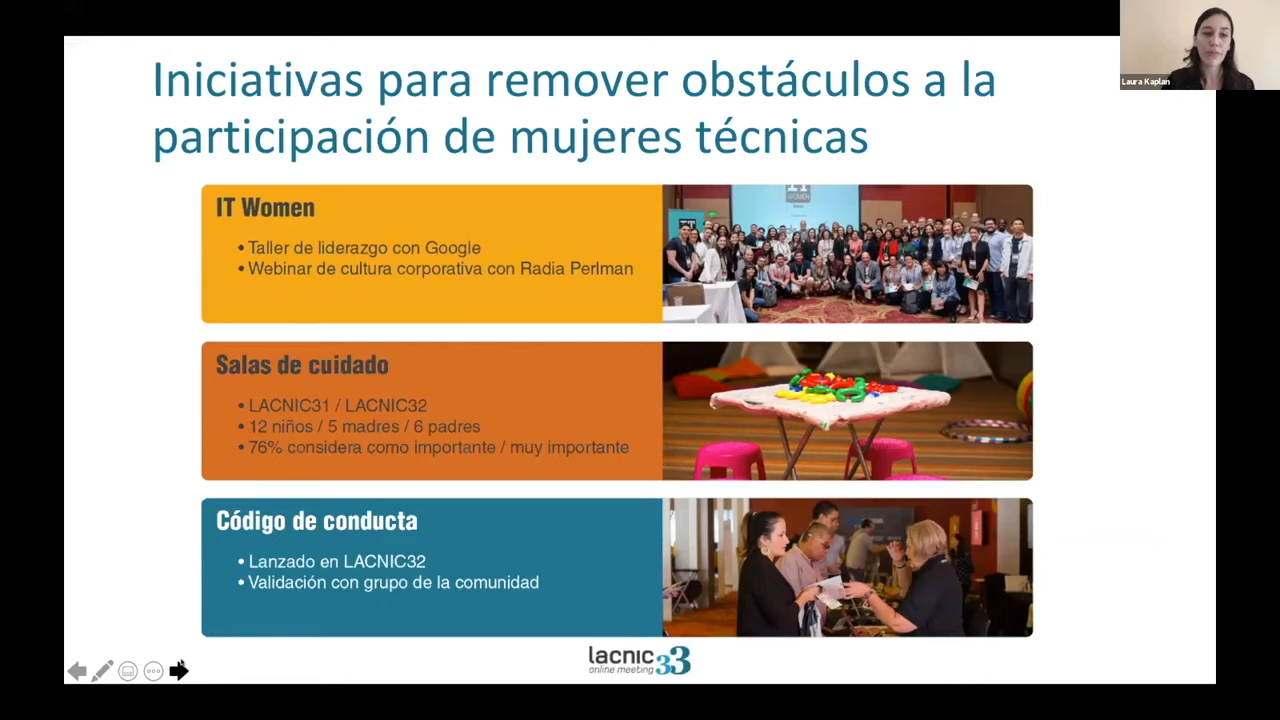 Laura Kaplan
Iniciativas para remover obstáculos a la
participación de mujeres técnicas
IT Women
• Taller de liderazgo con Google
• Webinar de cultura corporativa con Radia Perlman
IT
WOMEN
Salas de cuidado
• LACNIC31 / LACNIC32
• 12 niños / 5 madres / 6 padres
• 76% considera como importante / muy importante
Código de conducta
• Lanzado en LACNIC32
• Validación con grupo de la comunidad
lacnic 33
online meeting